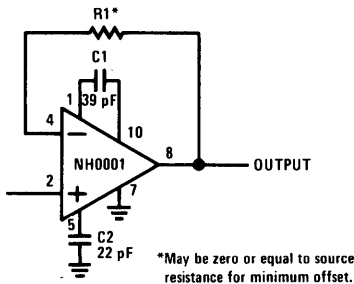 R1*
C1
39 pF
1
10
4
NH0001
8
OUTPUT
2
7
5
C2
22 pF
*May be zero or equal to source
resistance for minimum offset.